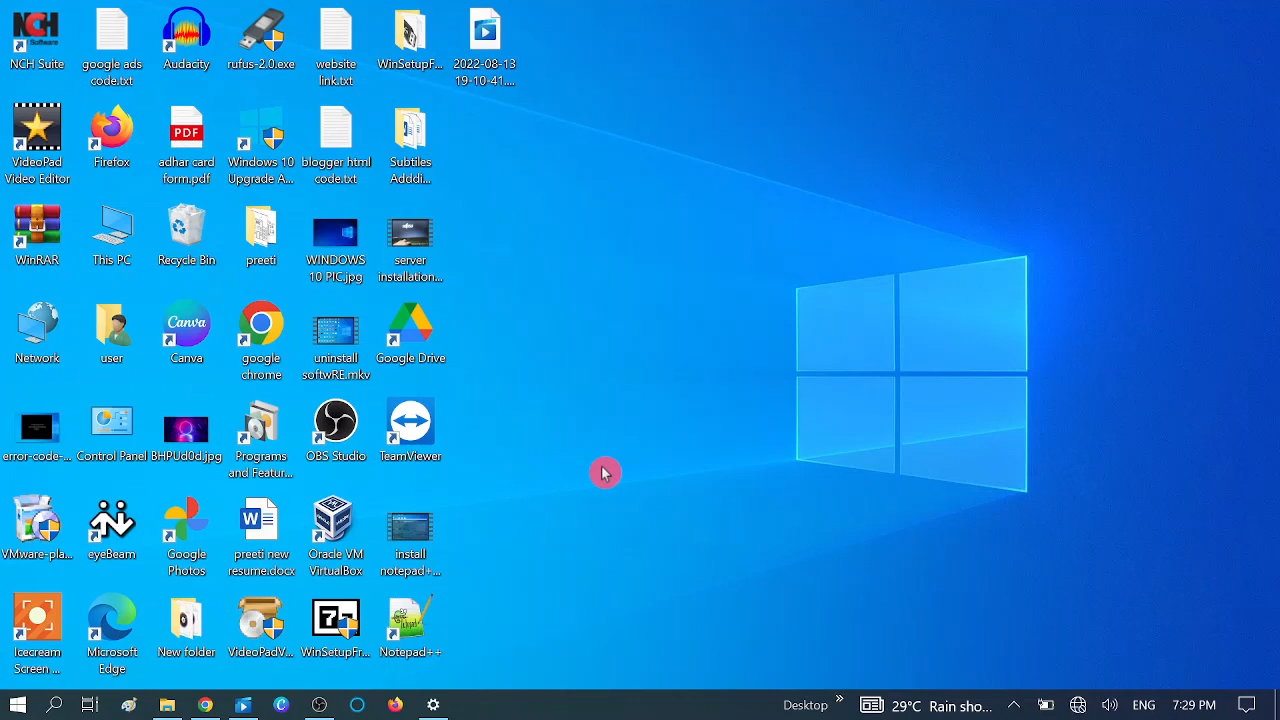 NCH
Software
NCH Suite
google ads
code.txt
Audacity
rufus-2.0.exe
website
link.txt
WinSetupF...
2022-08-13
19-10-41....
VideoPad
Video Editor
Firefox
PDF
adhar card
form.pdf
Windows 10
Upgrade A...
blogger html
code.txt
Subtiles
Adddi...
WinRAR
This PC
Recycle Bin
preeti
WINDOWS
10 PIC.jpg
server
installation...
Network
user
Canva
Canva
google
chrome
uninstall
softwRE.mkv
Google Drive
error-code-...
Control Panel
BHPUd0d.jpg
Programs
and Featur...
OBS Studio
TeamViewer
VMware-pla...
eyeBeam
Google
Photos
W
preeti new
resume.docx
Oracle VM
VirtualBox
install
notepad+...
Icecream
Screen ...
Microsoft
Edge
New folder
VideoPadV...
WinSetupFr...
Notepad++
Desktop
29°C Rain sho...
ENG
7:29 PM